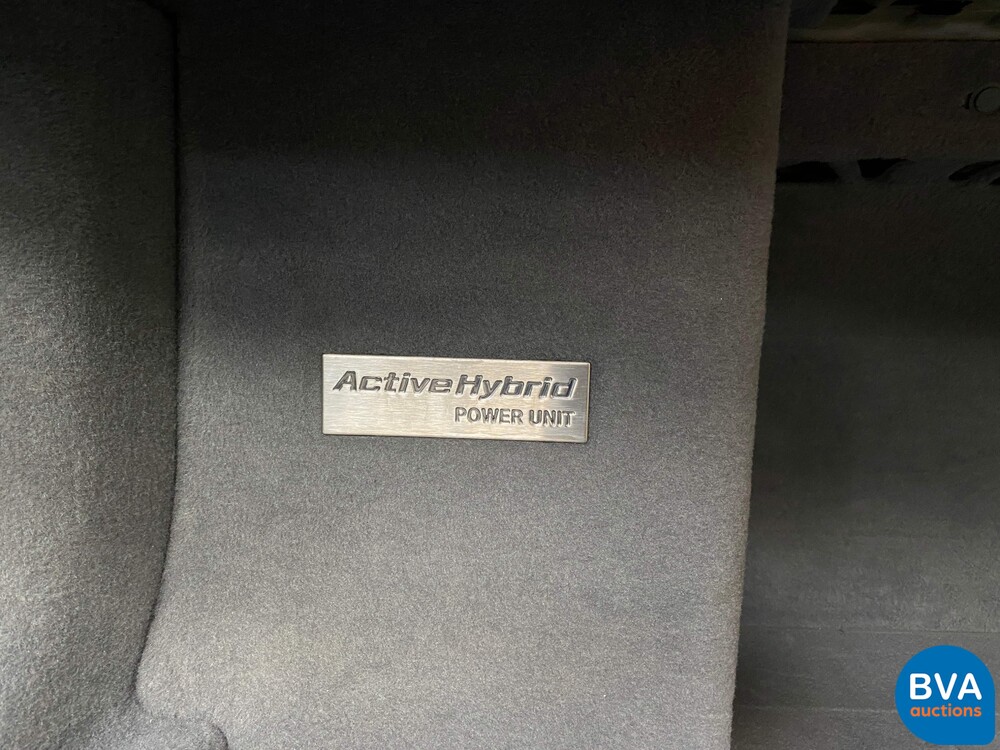 ActiveHybrid
POWER UNIT
BVA
auctions